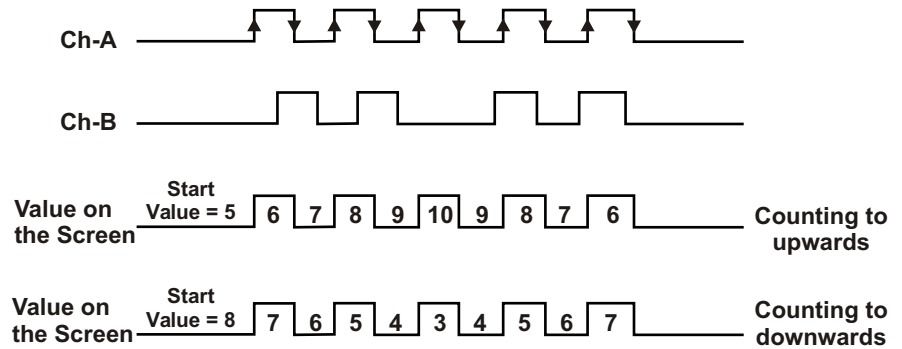 Ch-A
Ch-B
Value on
the Screen
Start
Value = 5
6 7 8 9 10 9 8 7 6
Counting to
upwards
Value on
the Screen
Start
Value = 8
7 6 5 4 3 4 5 6 7
Counting to
downwards